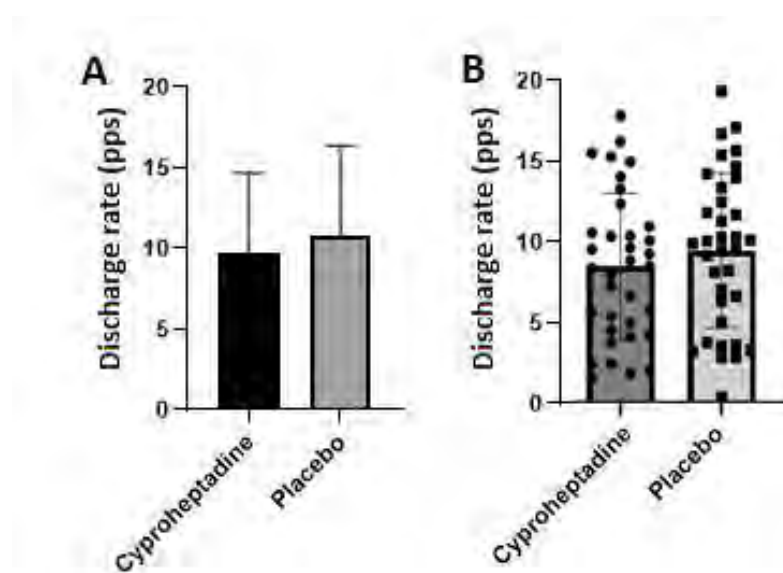 A
Discharge rate (pps)
20
15
10
5
0
Cyproheptadine
Placebo
B
Discharge rate (pps)
20
15
10
5
0
Cyproheptadine
Placebo